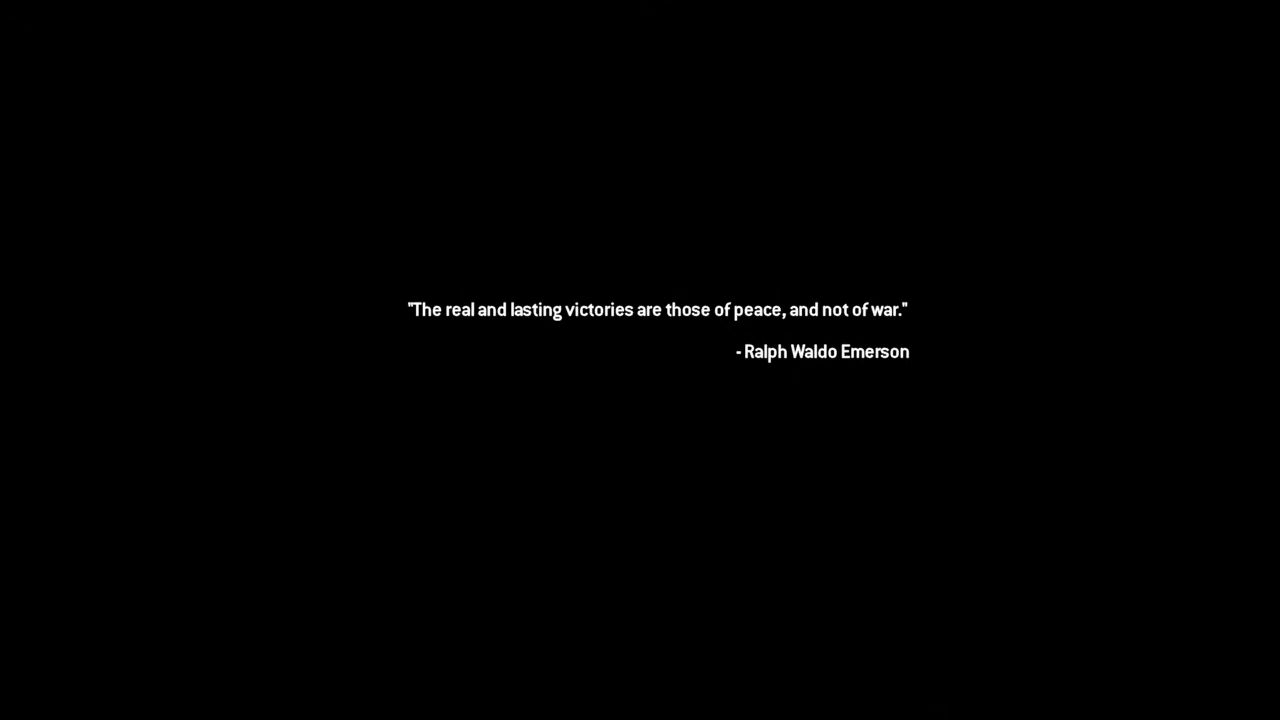 "The real and lasting victories are those of peace, and not of war."
- Ralph Waldo Emerson